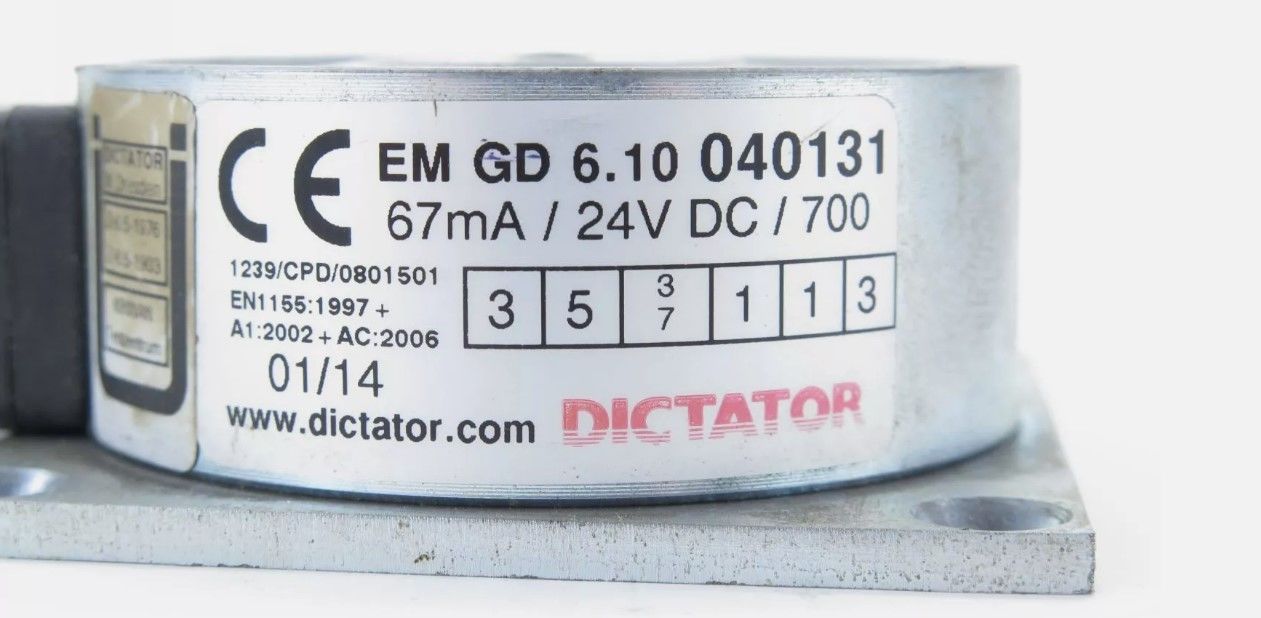 CE EM GD 6.10 040131
67mA / 24V DC / 700
1239/CPD/0801501
EN1155:1997 +
A1:2002 + AC:2006
3 5 3/7 1 1 3
01/14
www.dictator.com DICTATOR
DICTATOR